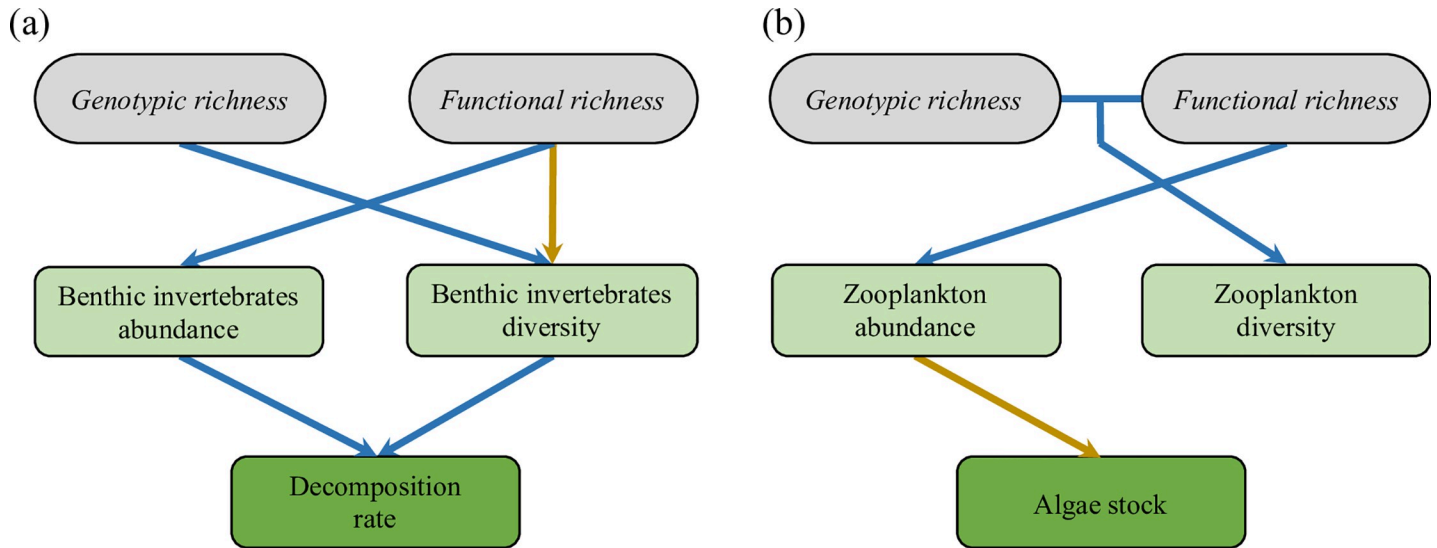 (a)
Genotypic richness
Functional richness
Benthic invertebrates
abundance
Benthic invertebrates
diversity
Decomposition
rate
(b)
Genotypic richness
Functional richness
Zooplankton
abundance
Zooplankton
diversity
Algae stock